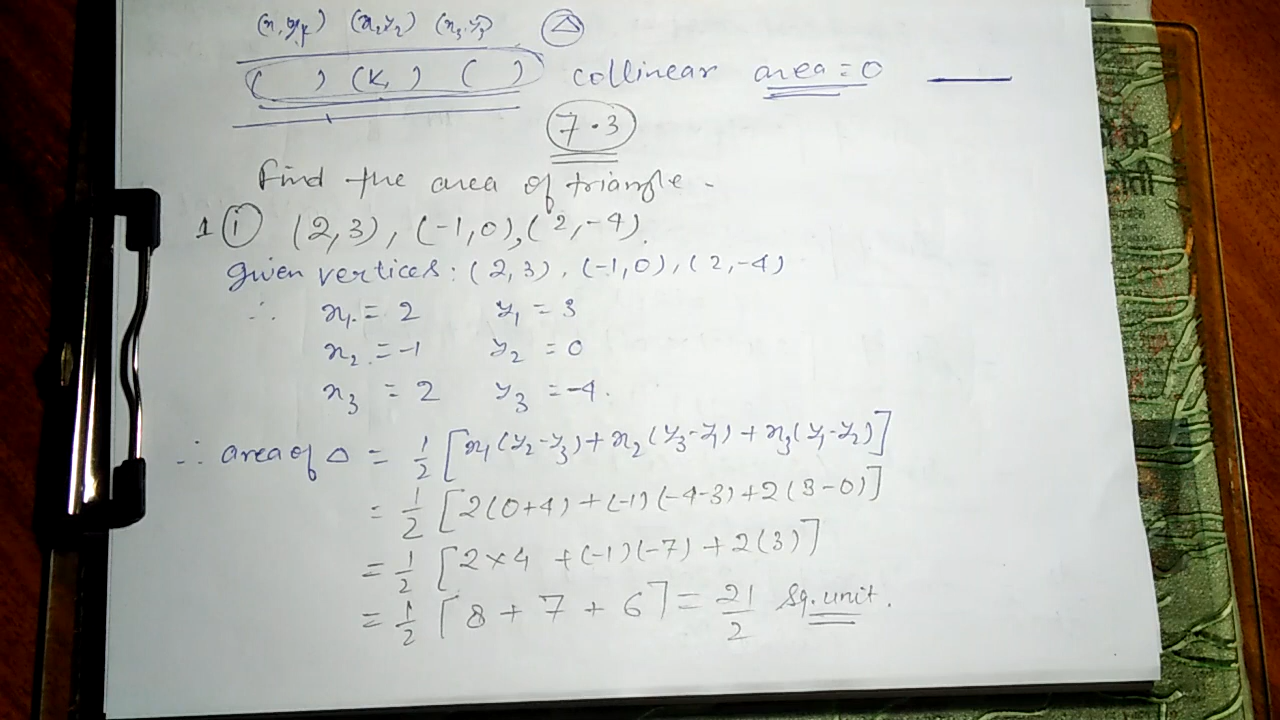 (x1, y1) (x2, y2) (x3, y3) △
( ) (K, ) ( ) collinear area = 0
7.3
Find the area of triangle.
1 (i) (2,3), (-1,0), (2,-4).
Given vertices: (2,3), (-1,0), (2,-4)
∴ x1 = 2 y1 = 3
x2 = -1 y2 = 0
x3 = 2 y3 = -4.
∴ area of △ = 1/2 [x1(y2-y3) + x2(y3-y1) + x3(y1-y2)]
= 1/2 [2(0+4) + (-1)(-4-3) + 2(3-0)]
= 1/2 [2×4 + (-1)(-7) + 2(3)]
= 1/2 [8 + 7 + 6] = 21/2 sq. unit.